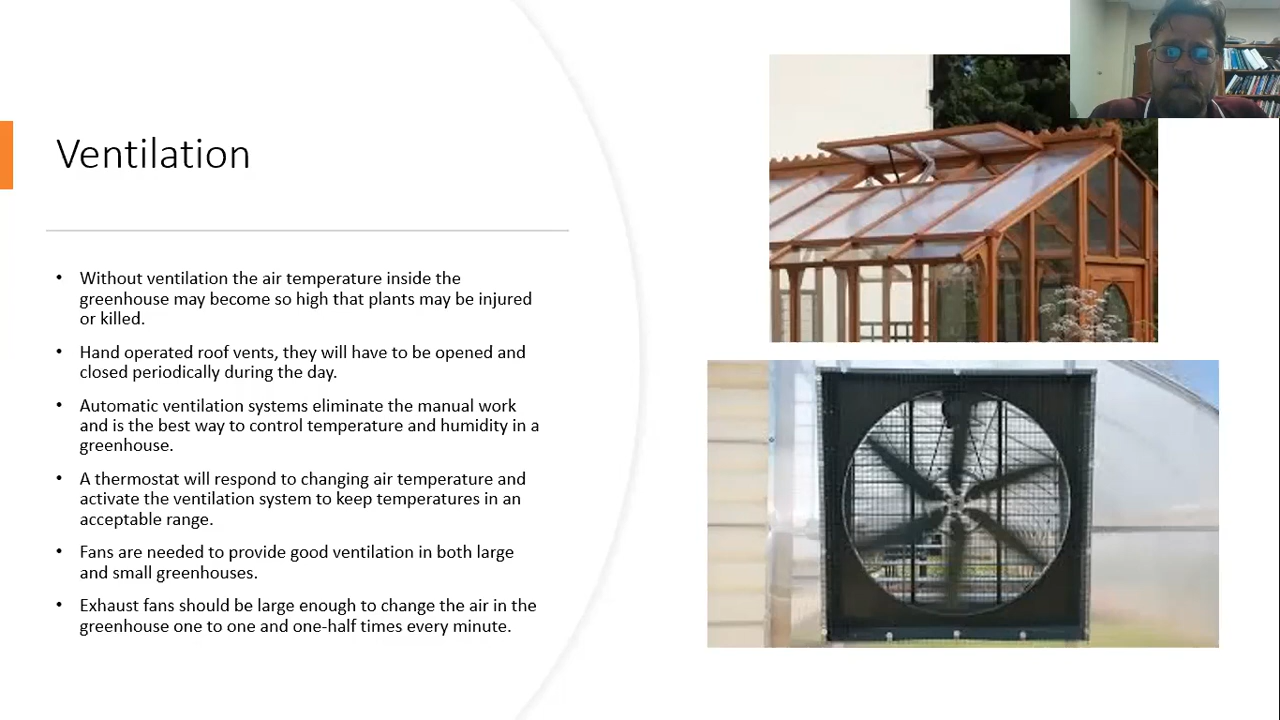 Ventilation
• Without ventilation the air temperature inside the
greenhouse may become so high that plants may be injured
or killed.
• Hand operated roof vents, they will have to be opened and
closed periodically during the day.
• Automatic ventilation systems eliminate the manual work
and is the best way to control temperature and humidity in a
greenhouse.
• A thermostat will respond to changing air temperature and
activate the ventilation system to keep temperatures in an
acceptable range.
• Fans are needed to provide good ventilation in both large
and small greenhouses.
• Exhaust fans should be large enough to change the air in the
greenhouse one to one and one-half times every minute.